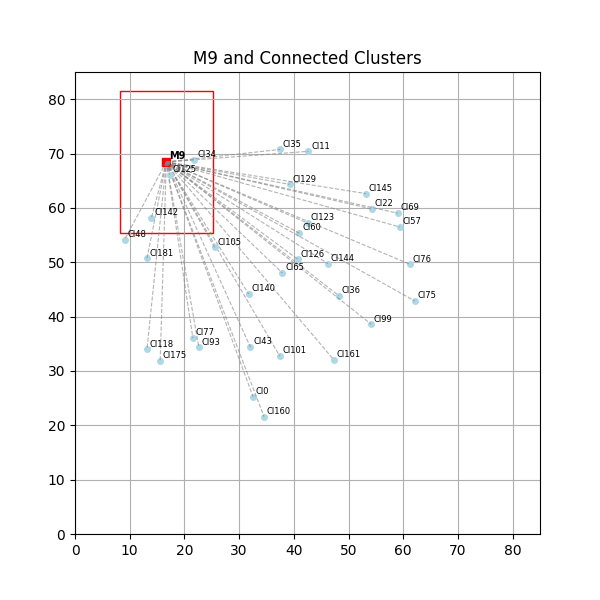 M9 and Connected Clusters
80
70
60
50
40
30
20
10
0
0 10 20 30 40 50 60 70 80
M9
Cl35
Cl11
Cl34
Cl125
Cl129
Cl145
Cl22
Cl69
Cl142
Cl123
Cl57
Cl60
Cl48
Cl105
Cl181
Cl126
Cl144
Cl76
Cl65
Cl140
Cl36
Cl75
Cl99
Cl77
Cl118
Cl93
Cl43
Cl175
Cl101
Cl161
Cl0
Cl160